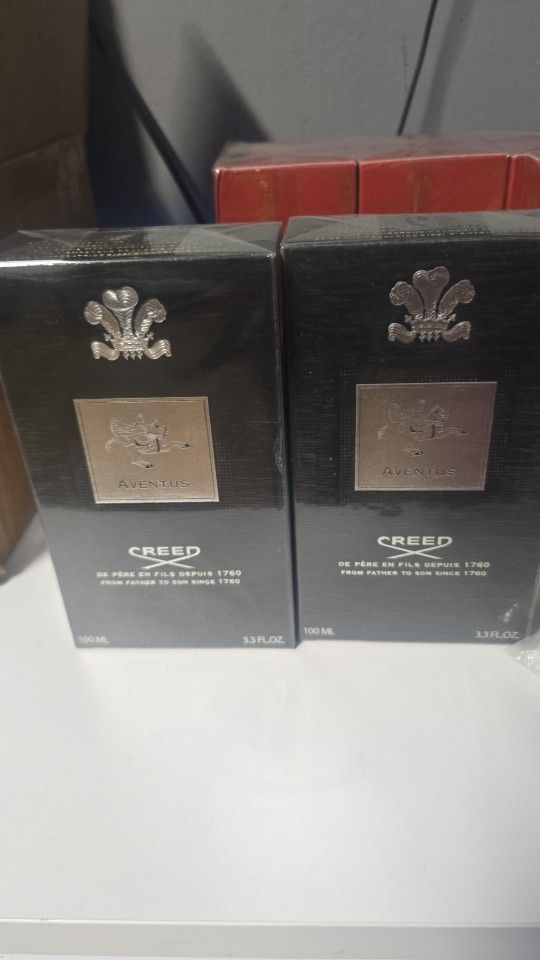 AVENTUS
CREED
DE PÈRE EN FILS DEPUIS 1760
FROM FATHER TO SON SINCE 1760
100 ML 3.3 FL.OZ.
AVENTUS
CREED
DE PÈRE EN FILS DEPUIS 1760
FROM FATHER TO SON SINCE 1760
100 ML 3.3 FL.OZ.